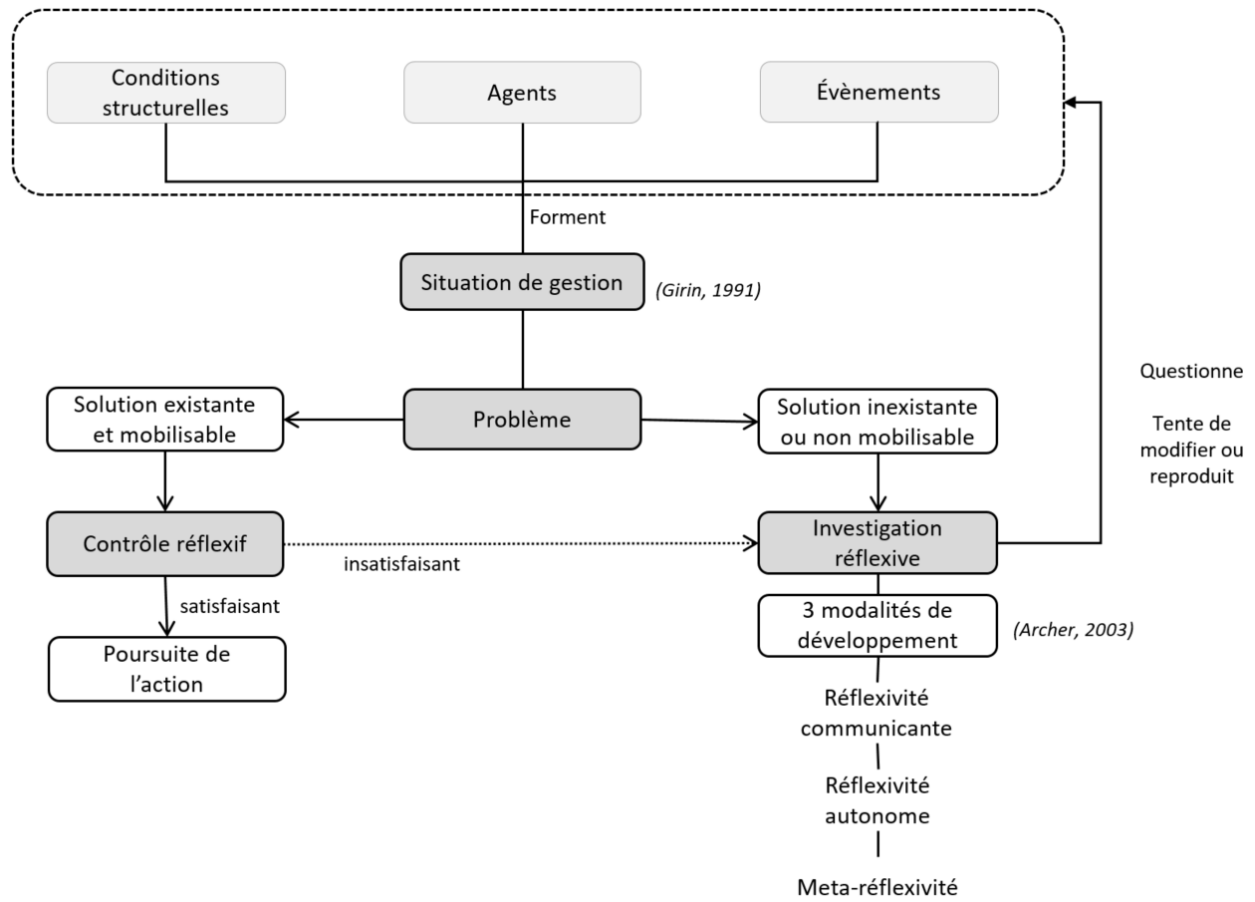 Conditions
structurelles
Agents
Évènements
Forment
Situation de gestion
(Girin, 1991)
Solution existante
et mobilisable
Problème
Solution inexistante
ou non mobilisable
Questionne
Tente de
modifier ou
reproduit
Contrôle réflexif
insatisfaisant
Investigation
réflexive
satisfaisant
3 modalités de
développement
(Archer, 2003)
Poursuite de
l’action
Réflexivité
communicante
Réflexivité
autonome
Meta-réflexivité